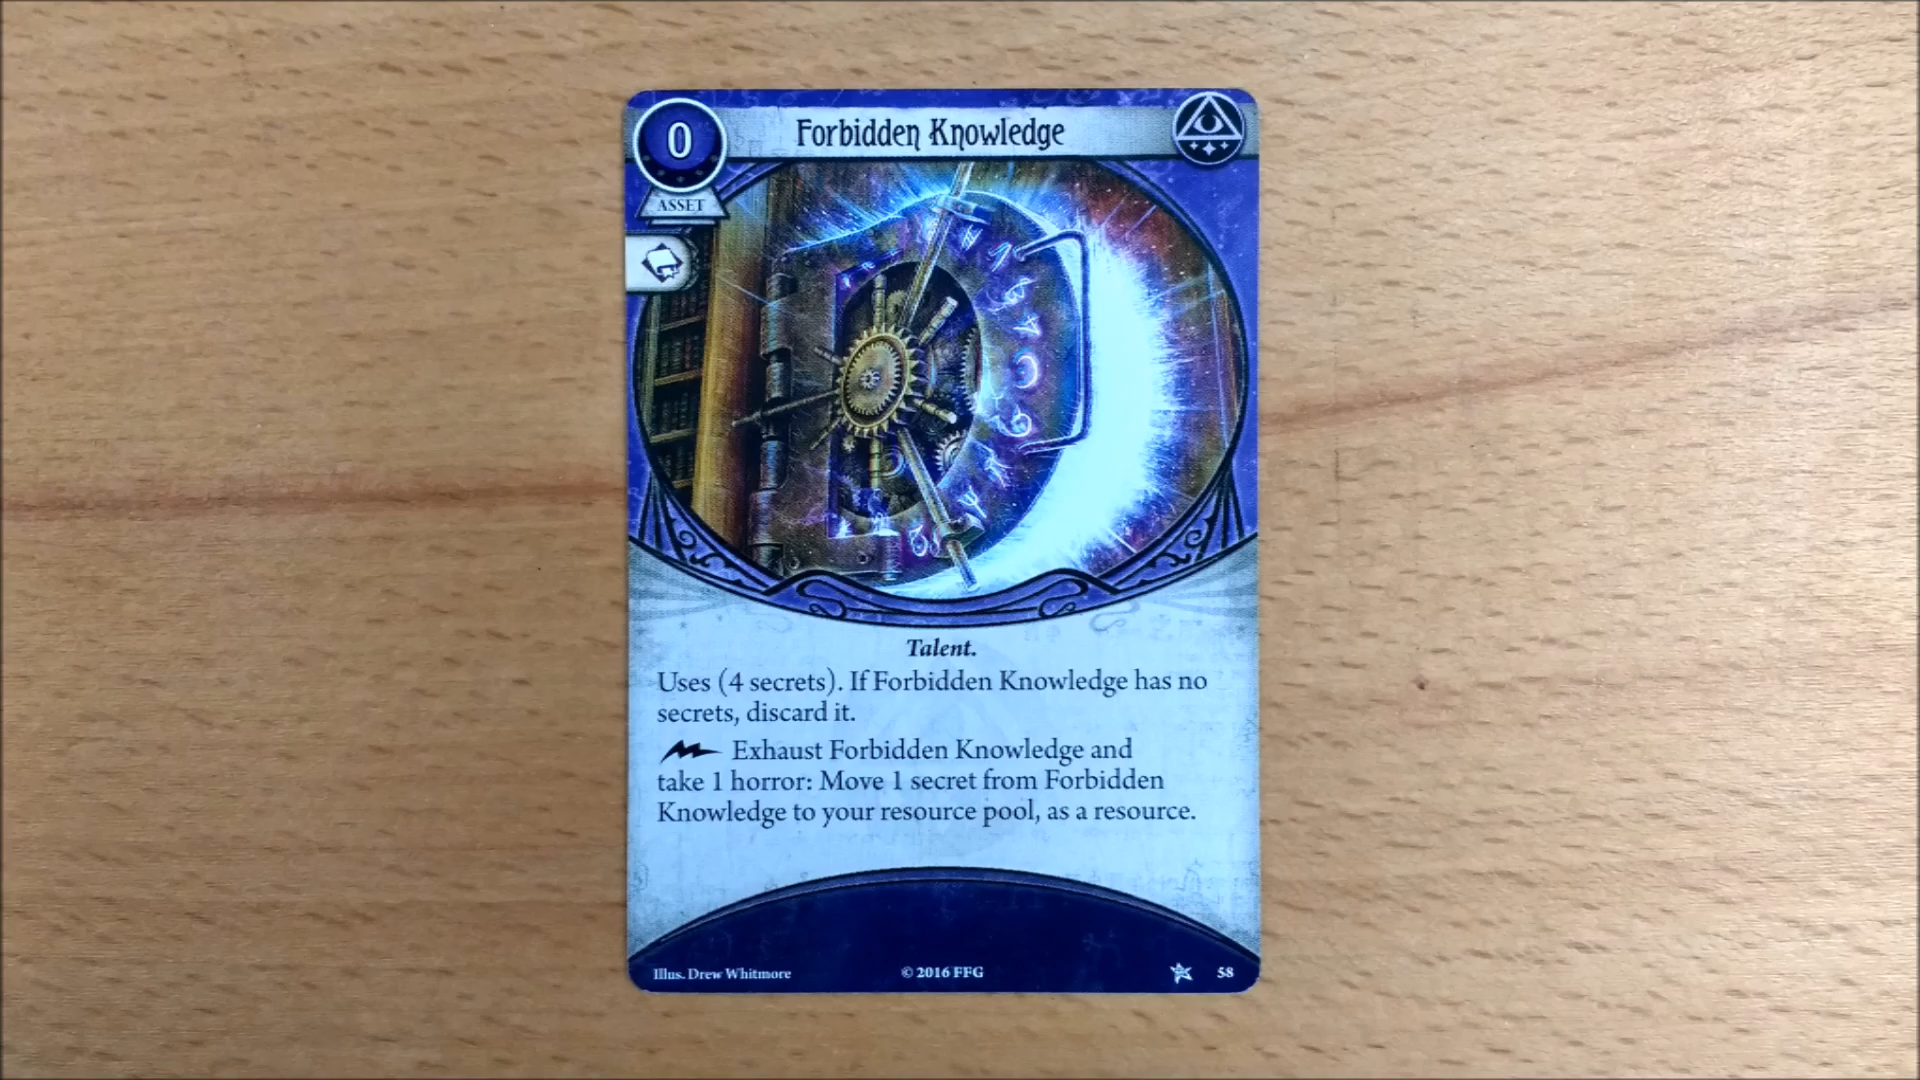 0
Forbidden Knowledge
ASSET
Talent.
Uses (4 secrets). If Forbidden Knowledge has no
secrets, discard it.
Exhaust Forbidden Knowledge and
take 1 horror: Move 1 secret from Forbidden
Knowledge to your resource pool, as a resource.
Illus. Drew Whitmore
© 2016 FFG
58